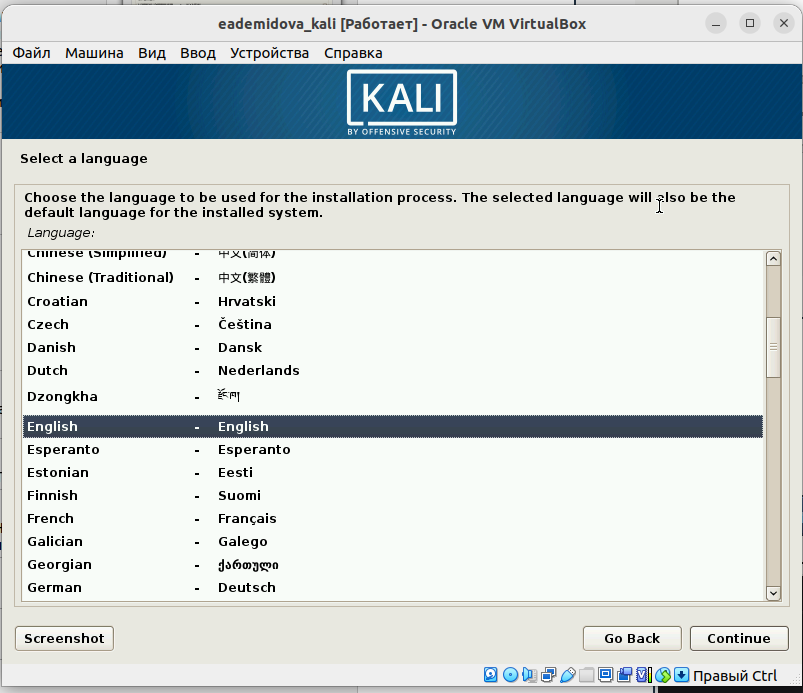 eademidova_kali [Работает] - Oracle VM VirtualBox
Файл Машина Вид Ввод Устройства Справка
KALI
BY OFFENSIVE SECURITY
Select a language
Choose the language to be used for the installation process. The selected language will also be the
default language for the installed system.
Language:
Chinese (Simplified) - 中文(简体)
Chinese (Traditional) - 中文(繁體)
Croatian - Hrvatski
Czech - Čeština
Danish - Dansk
Dutch - Nederlands
Dzongkha - རྫོང་ཁ།
English - English
Esperanto - Esperanto
Estonian - Eesti
Finnish - Suomi
French - Français
Galician - Galego
Georgian - ქართული
German - Deutsch
Screenshot Go Back Continue
Правый Ctrl